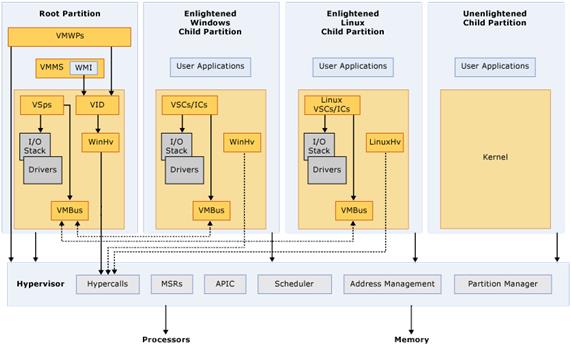 Root Partition
VMWPs
VMMS
WMI
VSps
VID
I/O
Stack
Drivers
WinHv
VMBus
Enlightened
Windows
Child Partition
User Applications
VSCs/ICs
I/O
Stack
Drivers
WinHv
VMBus
Enlightened
Linux
Child Partition
User Applications
Linux
VSCs/ICs
I/O
Stack
Drivers
LinuxHv
VMBus
Unenlightened
Child Partition
User Applications
Kernel
Hypervisor
Hypercalls
MSRs
APIC
Scheduler
Address Management
Partition Manager
Processors
Memory